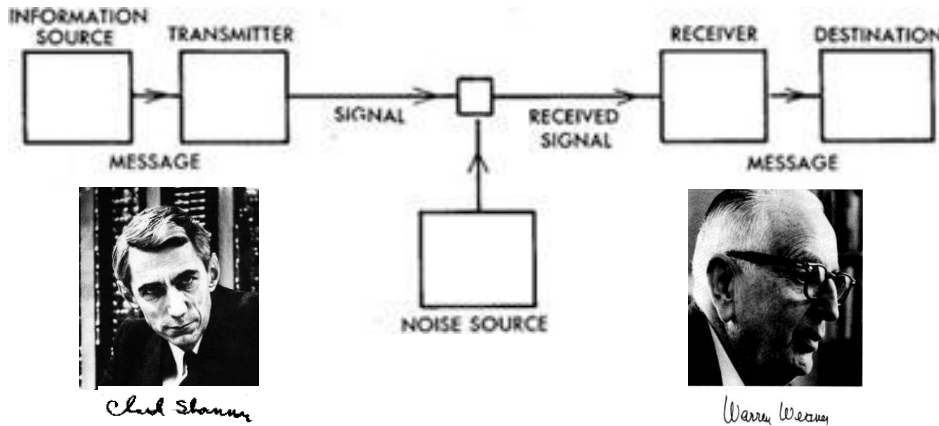 INFORMATION
SOURCE
TRANSMITTER
RECEIVER
DESTINATION
SIGNAL
RECEIVED
SIGNAL
MESSAGE
MESSAGE
NOISE SOURCE
Claude Shannon
Warren Weaver